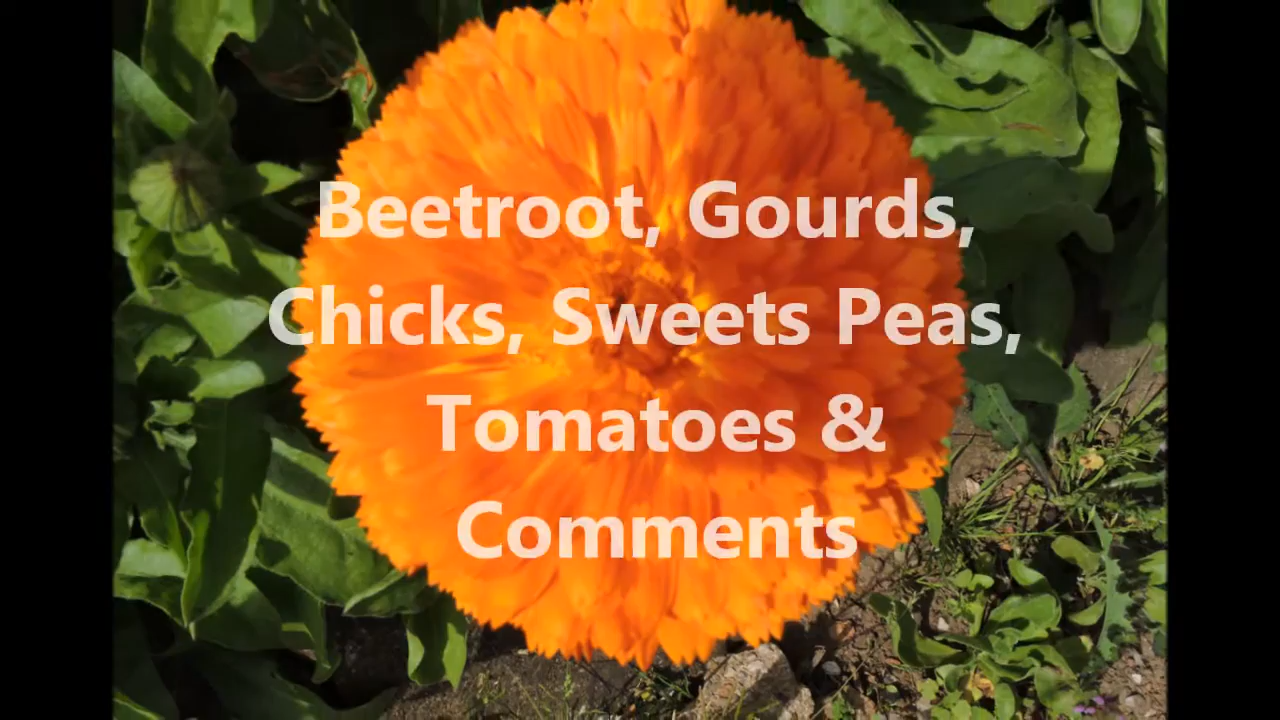 Beetroot, Gourds,
Chicks, Sweets Peas,
Tomatoes &
Comments